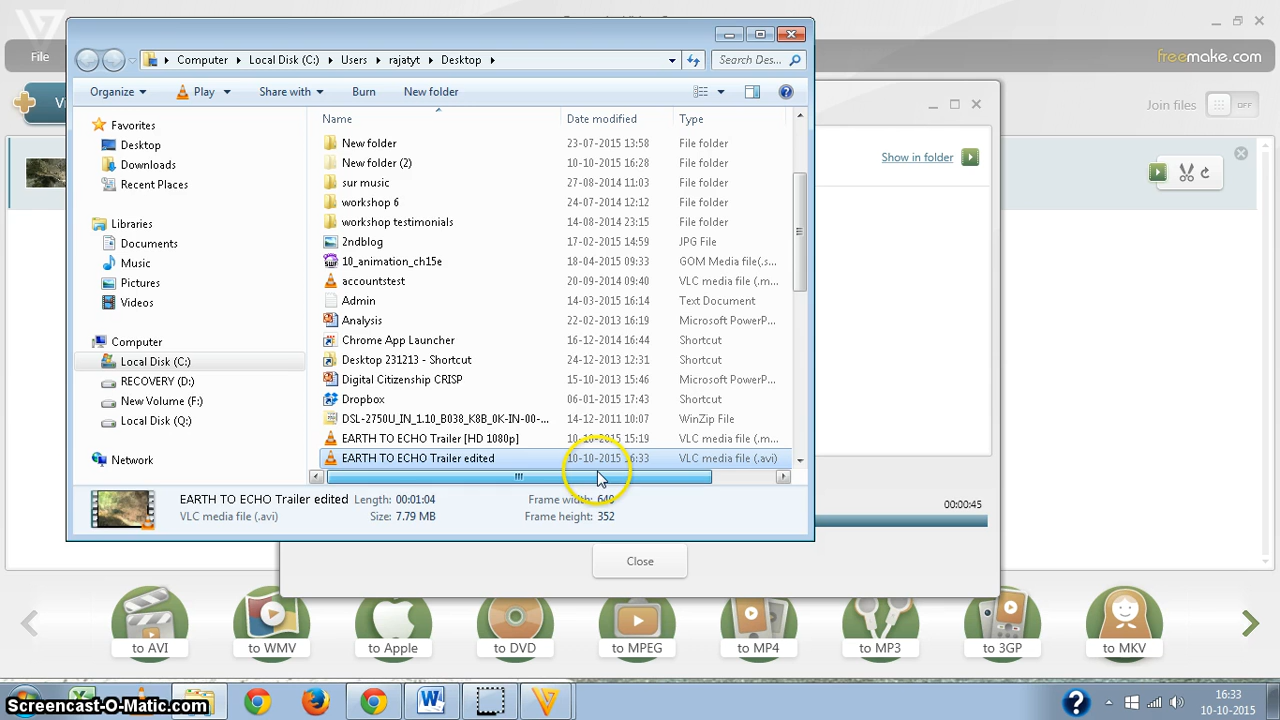 File
freemake.com
Vi
Join files
OFF
Show in folder
00:00:45
Close
Computer
Local Disk (C:)
Users
rajatyt
Desktop
Search Des...
Organize
Play
Share with
Burn
New folder
Name Date modified Type
Favorites
Desktop
Downloads
Recent Places
Libraries
Documents
Music
Pictures
Videos
Computer
Local Disk (C:)
RECOVERY (D:)
New Volume (F:)
Local Disk (Q:)
Network
New folder 23-07-2015 13:58 File folder
New folder (2) 10-10-2015 16:28 File folder
sur music 27-08-2014 11:03 File folder
workshop 6 24-07-2014 12:12 File folder
workshop testimonials 14-08-2014 23:15 File folder
2ndblog 17-02-2015 14:59 JPG File
10_animation_ch15e 18-04-2015 09:33 GOM Media file(.s...
accountstest 20-09-2014 09:40 VLC media file (.m...
Admin 14-03-2015 16:14 Text Document
Analysis 22-02-2013 16:19 Microsoft PowerP...
Chrome App Launcher 16-12-2014 16:44 Shortcut
Desktop 231213 - Shortcut 24-12-2013 12:31 Shortcut
Digital Citizenship CRISP 15-10-2013 15:46 Microsoft PowerP...
Dropbox 06-01-2015 17:43 Shortcut
DSL-2750U_IN_1.10_B038_K8B_0K-IN-00-... 14-12-2011 10:07 WinZip File
EARTH TO ECHO Trailer [HD 1080p] 10-10-2015 15:19 VLC media file (.m...
EARTH TO ECHO Trailer edited 10-10-2015 16:33 VLC media file (.avi)
EARTH TO ECHO Trailer edited Length: 00:01:04 Frame width: 640
VLC media file (.avi) Size: 7.79 MB Frame height: 352
to AVI
to WMV
to Apple
to DVD
to MPEG
to MP4
to MP3
to 3GP
to MKV
Screencast-O-Matic.com
16:33
10-10-2015